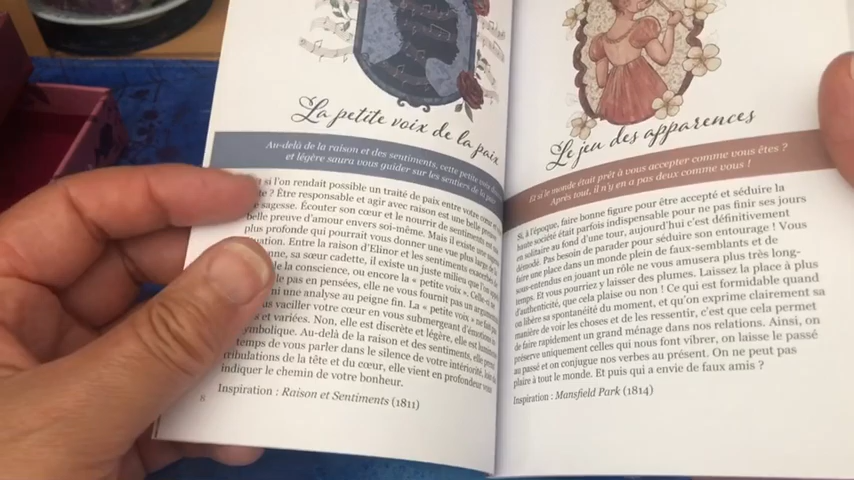 La petite voix de la paix
Au-delà de la raison et des sentiments, cette petite voix
et légère saura vous guider sur les sentiers de la paix
si l'on rendait possible un traité de paix entre votre cœur et
? Être responsable et agir avec raison est une belle
sagesse. Écouter son cœur et le nourrir de sentiments
belle preuve d'amour envers soi-même. Mais il existe une
plus profonde qui pourrait vous donner une vue plus large de la
Entre la raison d'Elinor et les sentiments exacerbés de
sa sœur cadette, il existe un juste milieu que l'on
la conscience, ou encore la « petite voix ».
le pas en pensées, elle ne vous fournit pas un
ni une analyse au peigne fin. La « petite voix » ne fait pas
vaciller votre cœur en vous submergeant d'émotions
et variées. Non, elle est discrète et légère, elle est
symbolique. Au-delà de la raison et des sentiments, elle
temps de vous parler dans le silence de votre intériorité,
tribulations de la tête et du cœur, elle vient en profondeur vous
indiquer le chemin de votre bonheur.
Inspiration : Raison et Sentiments (1811)
8
Le jeu des apparences
Et si le monde était prêt à vous accepter comme vous êtes ?
Après tout, il n'y en a pas deux comme vous !
Si, à l'époque, faire bonne figure pour être accepté et séduire la
haute société était parfois indispensable pour ne pas finir ses jours
en solitaire au fond d'une tour, aujourd'hui c'est définitivement
démodé. Pas besoin de parader pour séduire son entourage ! Vous
faire une place dans un monde plein de faux-semblants et de
sous-entendus en jouant un rôle ne vous amusera plus très long-
temps. Et vous pourriez y laisser des plumes. Laissez la place à plus
d'authenticité, que cela plaise ou non ! Ce qui est formidable quand
on libère sa spontanéité du moment, et qu'on exprime clairement sa
manière de voir les choses et de les ressentir, c'est que cela permet
de faire rapidement un grand ménage dans nos relations. Ainsi, on
préserve uniquement celles qui nous font vibrer, on laisse le passé
au passé et on conjugue nos verbes au présent. On ne peut pas
plaire à tout le monde. Et puis qui a envie de faux amis ?
Inspiration : Mansfield Park (1814)